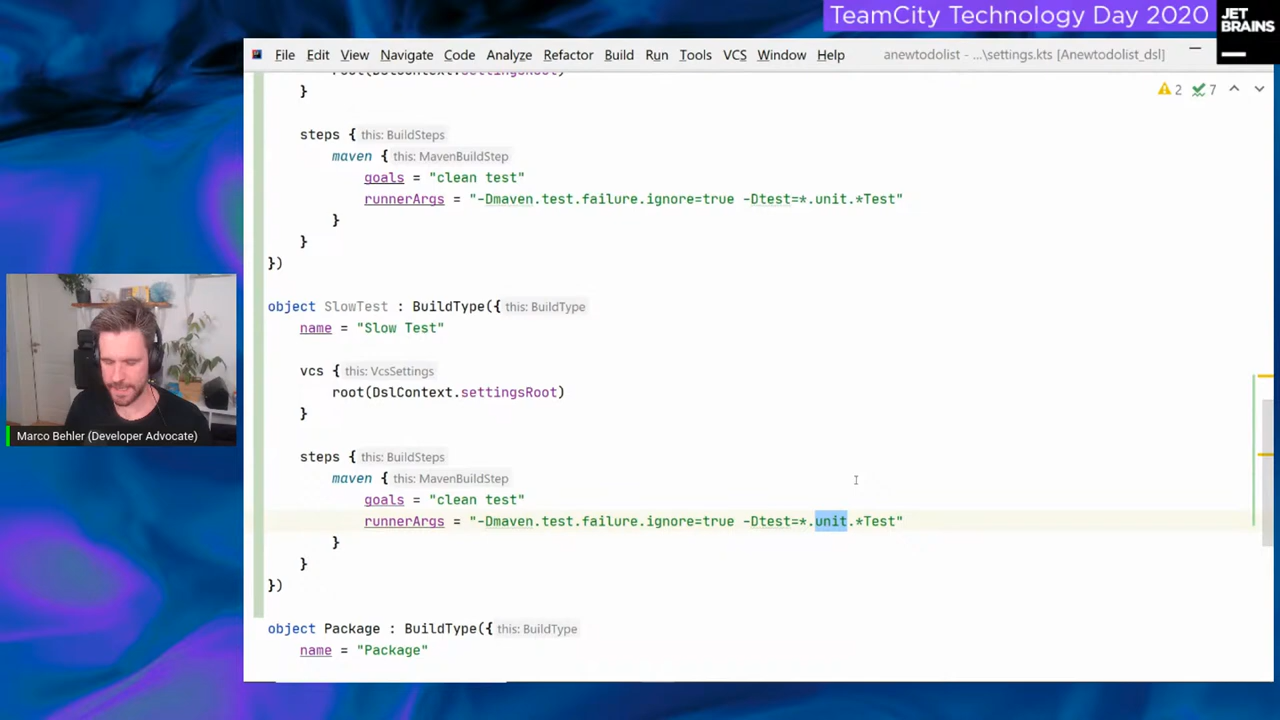 TeamCity Technology Day 2020
JET
BRAINS
File Edit View Navigate Code Analyze Refactor Build Run Tools VCS Window Help anewtodolist - ...\settings.kts [Anewtodolist_dsl]
2 7
root(DslContext.settingsRoot)
}
steps { this: BuildSteps
maven { this: MavenBuildStep
goals = "clean test"
runnerArgs = "-Dmaven.test.failure.ignore=true -Dtest=*.unit.*Test"
}
}
})
object SlowTest : BuildType({ this: BuildType
name = "Slow Test"
vcs { this: VcsSettings
root(DslContext.settingsRoot)
}
steps { this: BuildSteps
maven { this: MavenBuildStep
goals = "clean test"
runnerArgs = "-Dmaven.test.failure.ignore=true -Dtest=*.unit.*Test"
}
}
})
object Package : BuildType({ this: BuildType
name = "Package"
Marco Behler (Developer Advocate)